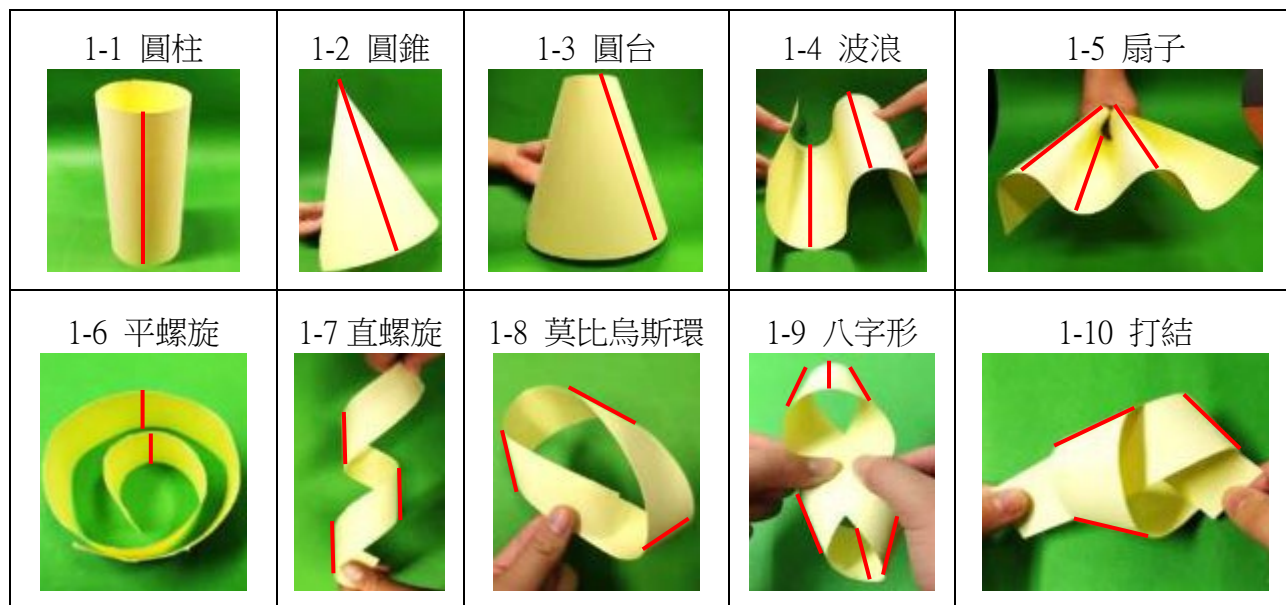 1-1 圓柱
1-2 圓錐
1-3 圓台
1-4 波浪
1-5 扇子
1-6 平螺旋
1-7 直螺旋
1-8 莫比烏斯環
1-9 八字形
1-10 打結